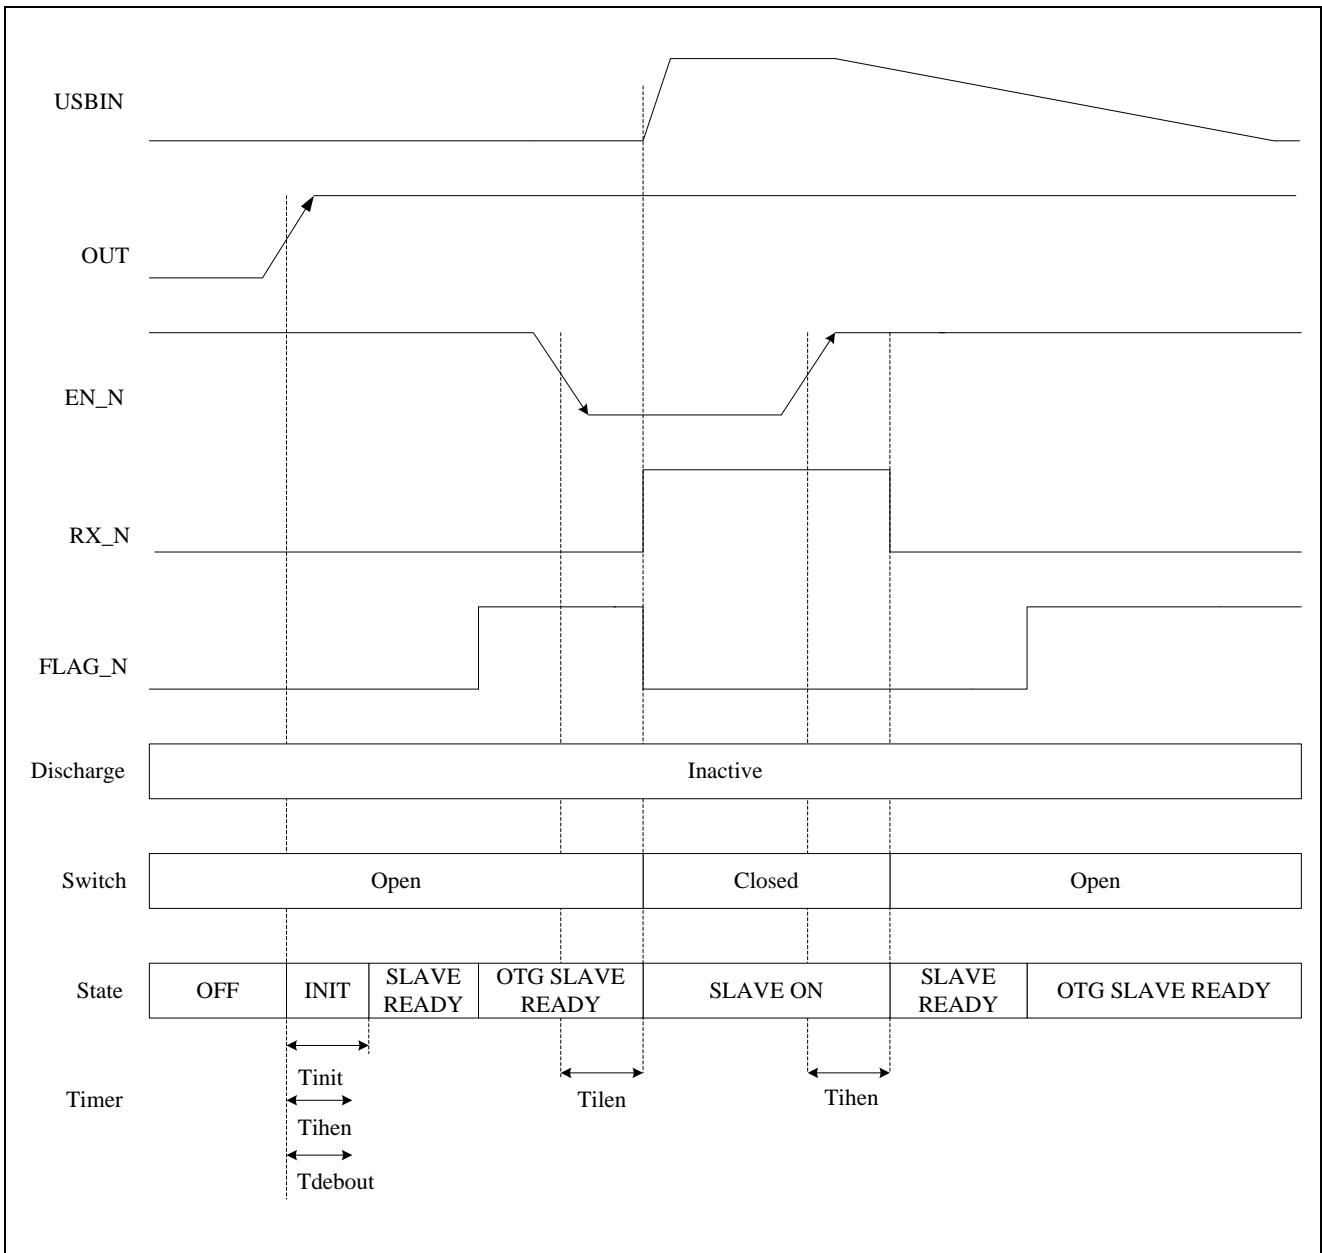 USBIN
OUT
EN_N
RX_N
FLAG_N
Discharge
Inactive
Switch
Open
Closed
Open
State
OFF
INIT
SLAVE
READY
OTG SLAVE
READY
SLAVE ON
SLAVE
READY
OTG SLAVE READY
Timer
Tinit
Tihen
Tdebout
Tilen
Tihen